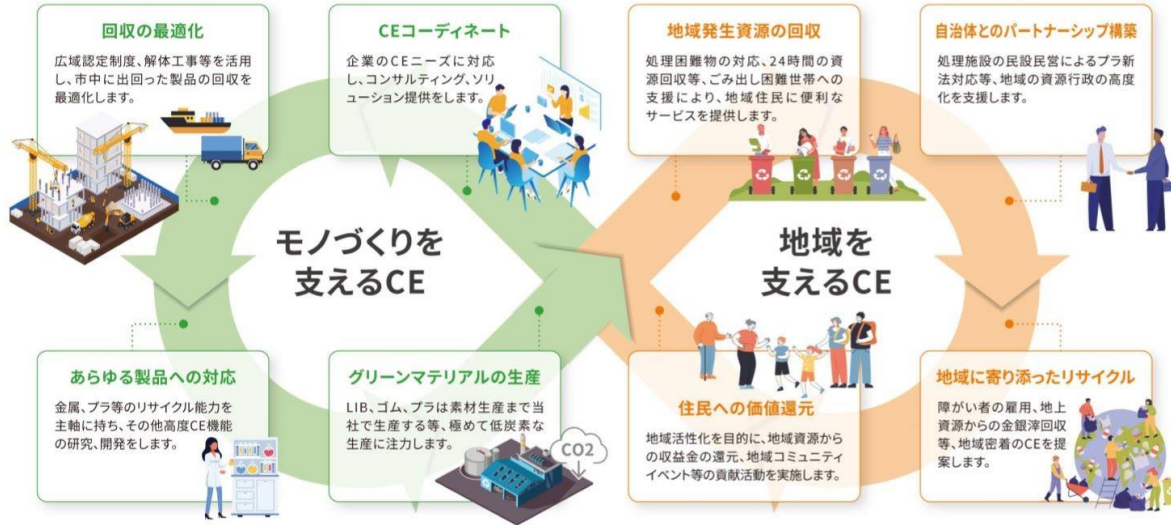 回収の最適化
広域認定制度、解体工事等を活用
し、市中に出回った製品の回収を
最適化します。
CEコーディネート
企業のCEニーズに対応
し、コンサルティング、ソリ
ューション提供をします。
地域発生資源の回収
処理困難物の対応、24時間の資
源回収等、ごみ出し困難世帯への
支援により、地域住民に便利な
サービスを提供します。
自治体とのパートナーシップ構築
処理施設の民設民営によるプラ新
法対応等、地域の資源行政の高度
化を支援します。
モノづくりを
支えるCE
地域を
支えるCE
あらゆる製品への対応
金属、プラ等のリサイクル能力を
主軸に持ち、その他高度CE機能
の研究、開発をします。
グリーンマテリアルの生産
LIB、ゴム、プラは素材生産まで当
社で生産する等、極めて低炭素な
生産に注力します。
CO2
住民への価値還元
地域活性化を目的に、地域資源から
の収益金の還元、地域コミュニティ
イベント等の貢献活動を実施します。
地域に寄り添ったリサイクル
障がい者の雇用、地上
資源からの金銀滓回収
等、地域密着のCEを提
案します。